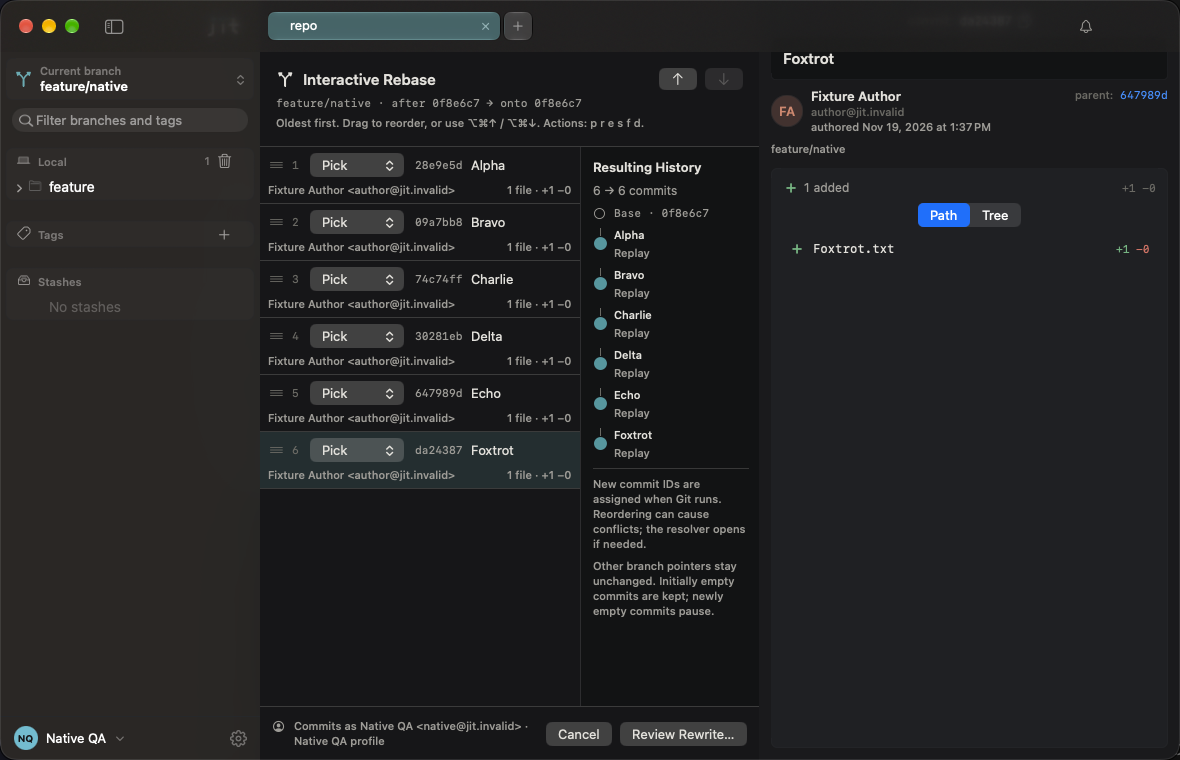 repo
Current branch
feature/native
Filter branches and tags
Local 1
feature
Tags
Stashes
No stashes
NQ Native QA
Interactive Rebase
feature/native · after 0f8e6c7 → onto 0f8e6c7
Oldest first. Drag to reorder, or use ⌥⌘↑ / ⌥⌘↓. Actions: p r e s f d.
1 Pick 28e9e5d Alpha
Fixture Author <author@jit.invalid> 1 file · +1 −0
2 Pick 09a7bb8 Bravo
Fixture Author <author@jit.invalid> 1 file · +1 −0
3 Pick 74c74ff Charlie
Fixture Author <author@jit.invalid> 1 file · +1 −0
4 Pick 30281eb Delta
Fixture Author <author@jit.invalid> 1 file · +1 −0
5 Pick 647989d Echo
Fixture Author <author@jit.invalid> 1 file · +1 −0
6 Pick da24387 Foxtrot
Fixture Author <author@jit.invalid> 1 file · +1 −0
Resulting History
6 → 6 commits
Base · 0f8e6c7
Alpha
Replay
Bravo
Replay
Charlie
Replay
Delta
Replay
Echo
Replay
Foxtrot
Replay
New commit IDs are
assigned when Git runs.
Reordering can cause
conflicts; the resolver opens
if needed.
Other branch pointers stay
unchanged. Initially empty
commits are kept; newly
empty commits pause.
Commits as Native QA <native@jit.invalid> ·
Native QA profile
Cancel
Review Rewrite...
Foxtrot
FA
Fixture Author
parent: 647989d
author@jit.invalid
authored Nov 19, 2026 at 1:37 PM
feature/native
+ 1 added +1 −0
Path Tree
+ Foxtrot.txt +1 −0